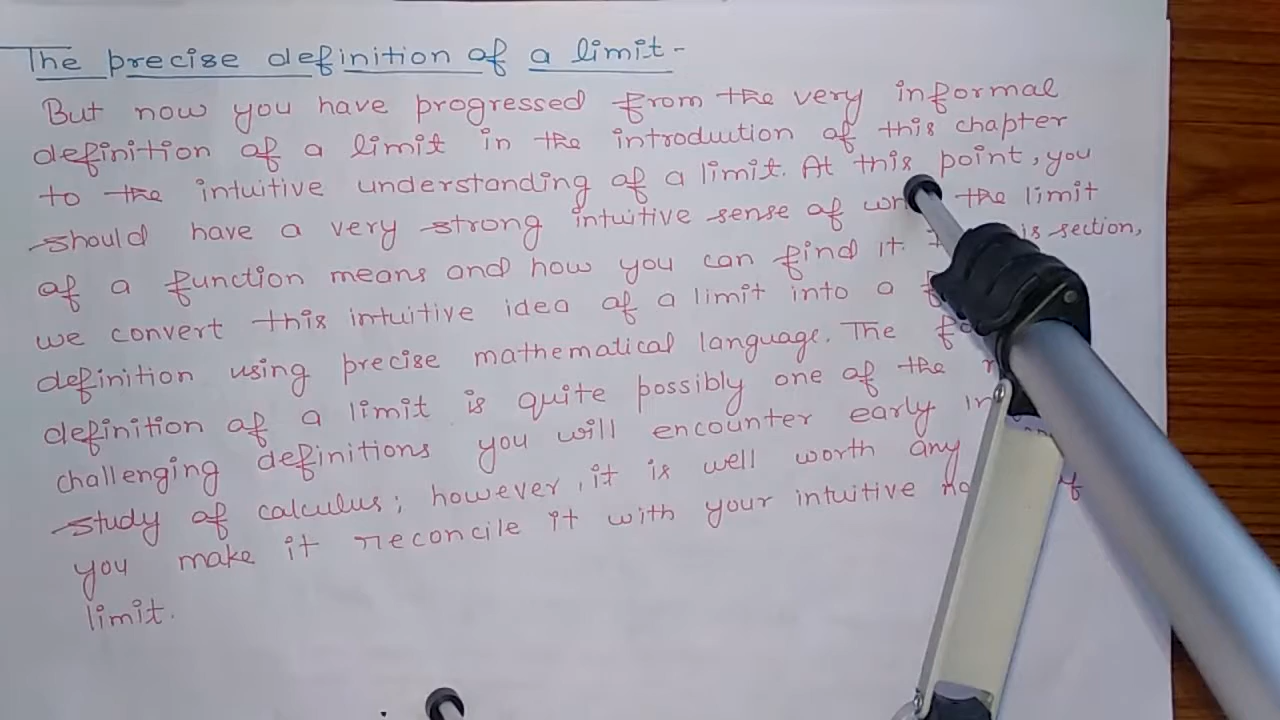 The precise definition of a limit-
But now you have progressed from the very informal
definition of a limit in the introduction of this chapter
to the intuitive understanding of a limit. At this point, you
should have a very strong intuitive sense of the limit
of a function means and how you can find it. section,
we convert this intuitive idea of a limit into a
definition using precise mathematical language. The
definition of a limit is quite possibly one of the
challenging definitions you will encounter early in
study of calculus; however, it is well worth any
you make it reconcile it with your intuitive
limit.